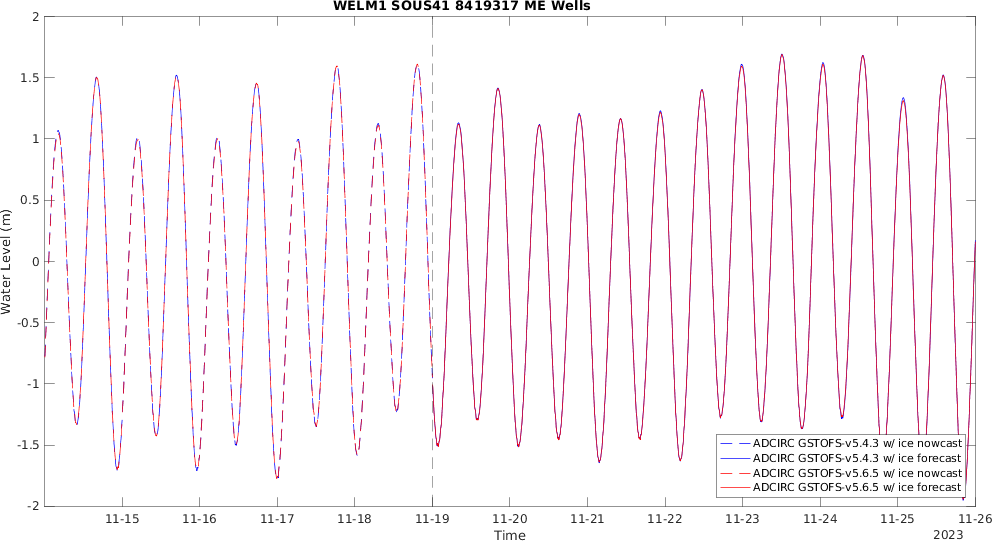 WELM1 SOUS41 8419317 ME Wells
2
1.5
1
0.5
0
-0.5
-1
-1.5
-2
Water Level (m)
ADCIRC GSTOFS-v5.4.3 w/ ice nowcast
ADCIRC GSTOFS-v5.4.3 w/ ice forecast
ADCIRC GSTOFS-v5.6.5 w/ ice nowcast
ADCIRC GSTOFS-v5.6.5 w/ ice forecast
11-15 11-16 11-17 11-18 11-19 11-20 11-21 11-22 11-23 11-24 11-25 11-26
Time
2023